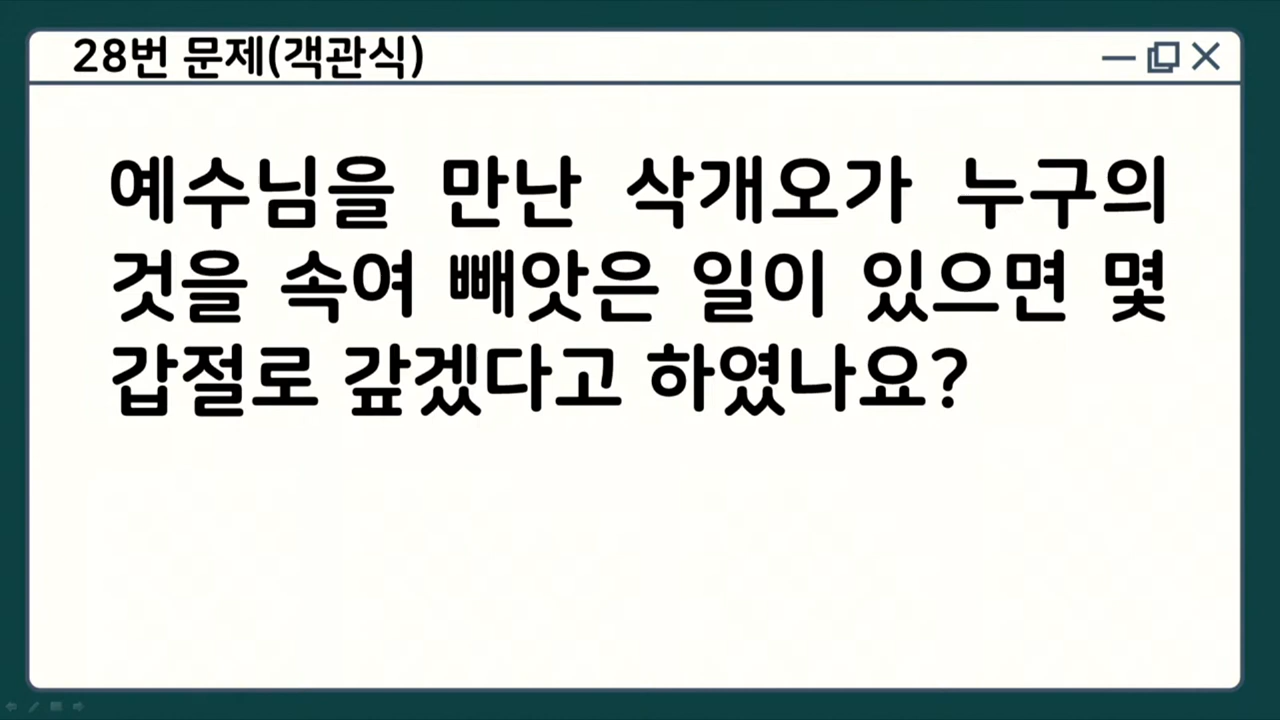 28번 문제(객관식)
예수님을 만난 삭개오가 누구의
것을 속여 빼앗은 일이 있으면 몇
갑절로 갚겠다고 하였나요?